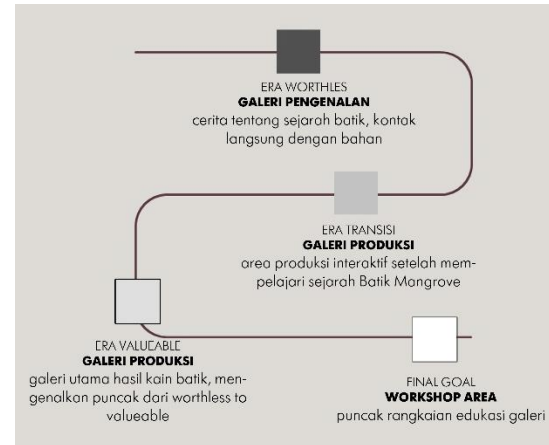 ERA WORTHLES
GALERI PENGENALAN
cerita tentang sejarah batik, kontak
langsung dengan bahan
ERA TRANSISI
GALERI PRODUKSI
area produksi interaktif setelah mem-
pelajari sejarah Batik Mangrove
ERA VALUEABLE
GALERI PRODUKSI
galeri utama hasil kain batik, men-
genalkan puncak dari worthless to
valueable
FINAL GOAL
WORKSHOP AREA
puncak rangkaian edukasi galeri